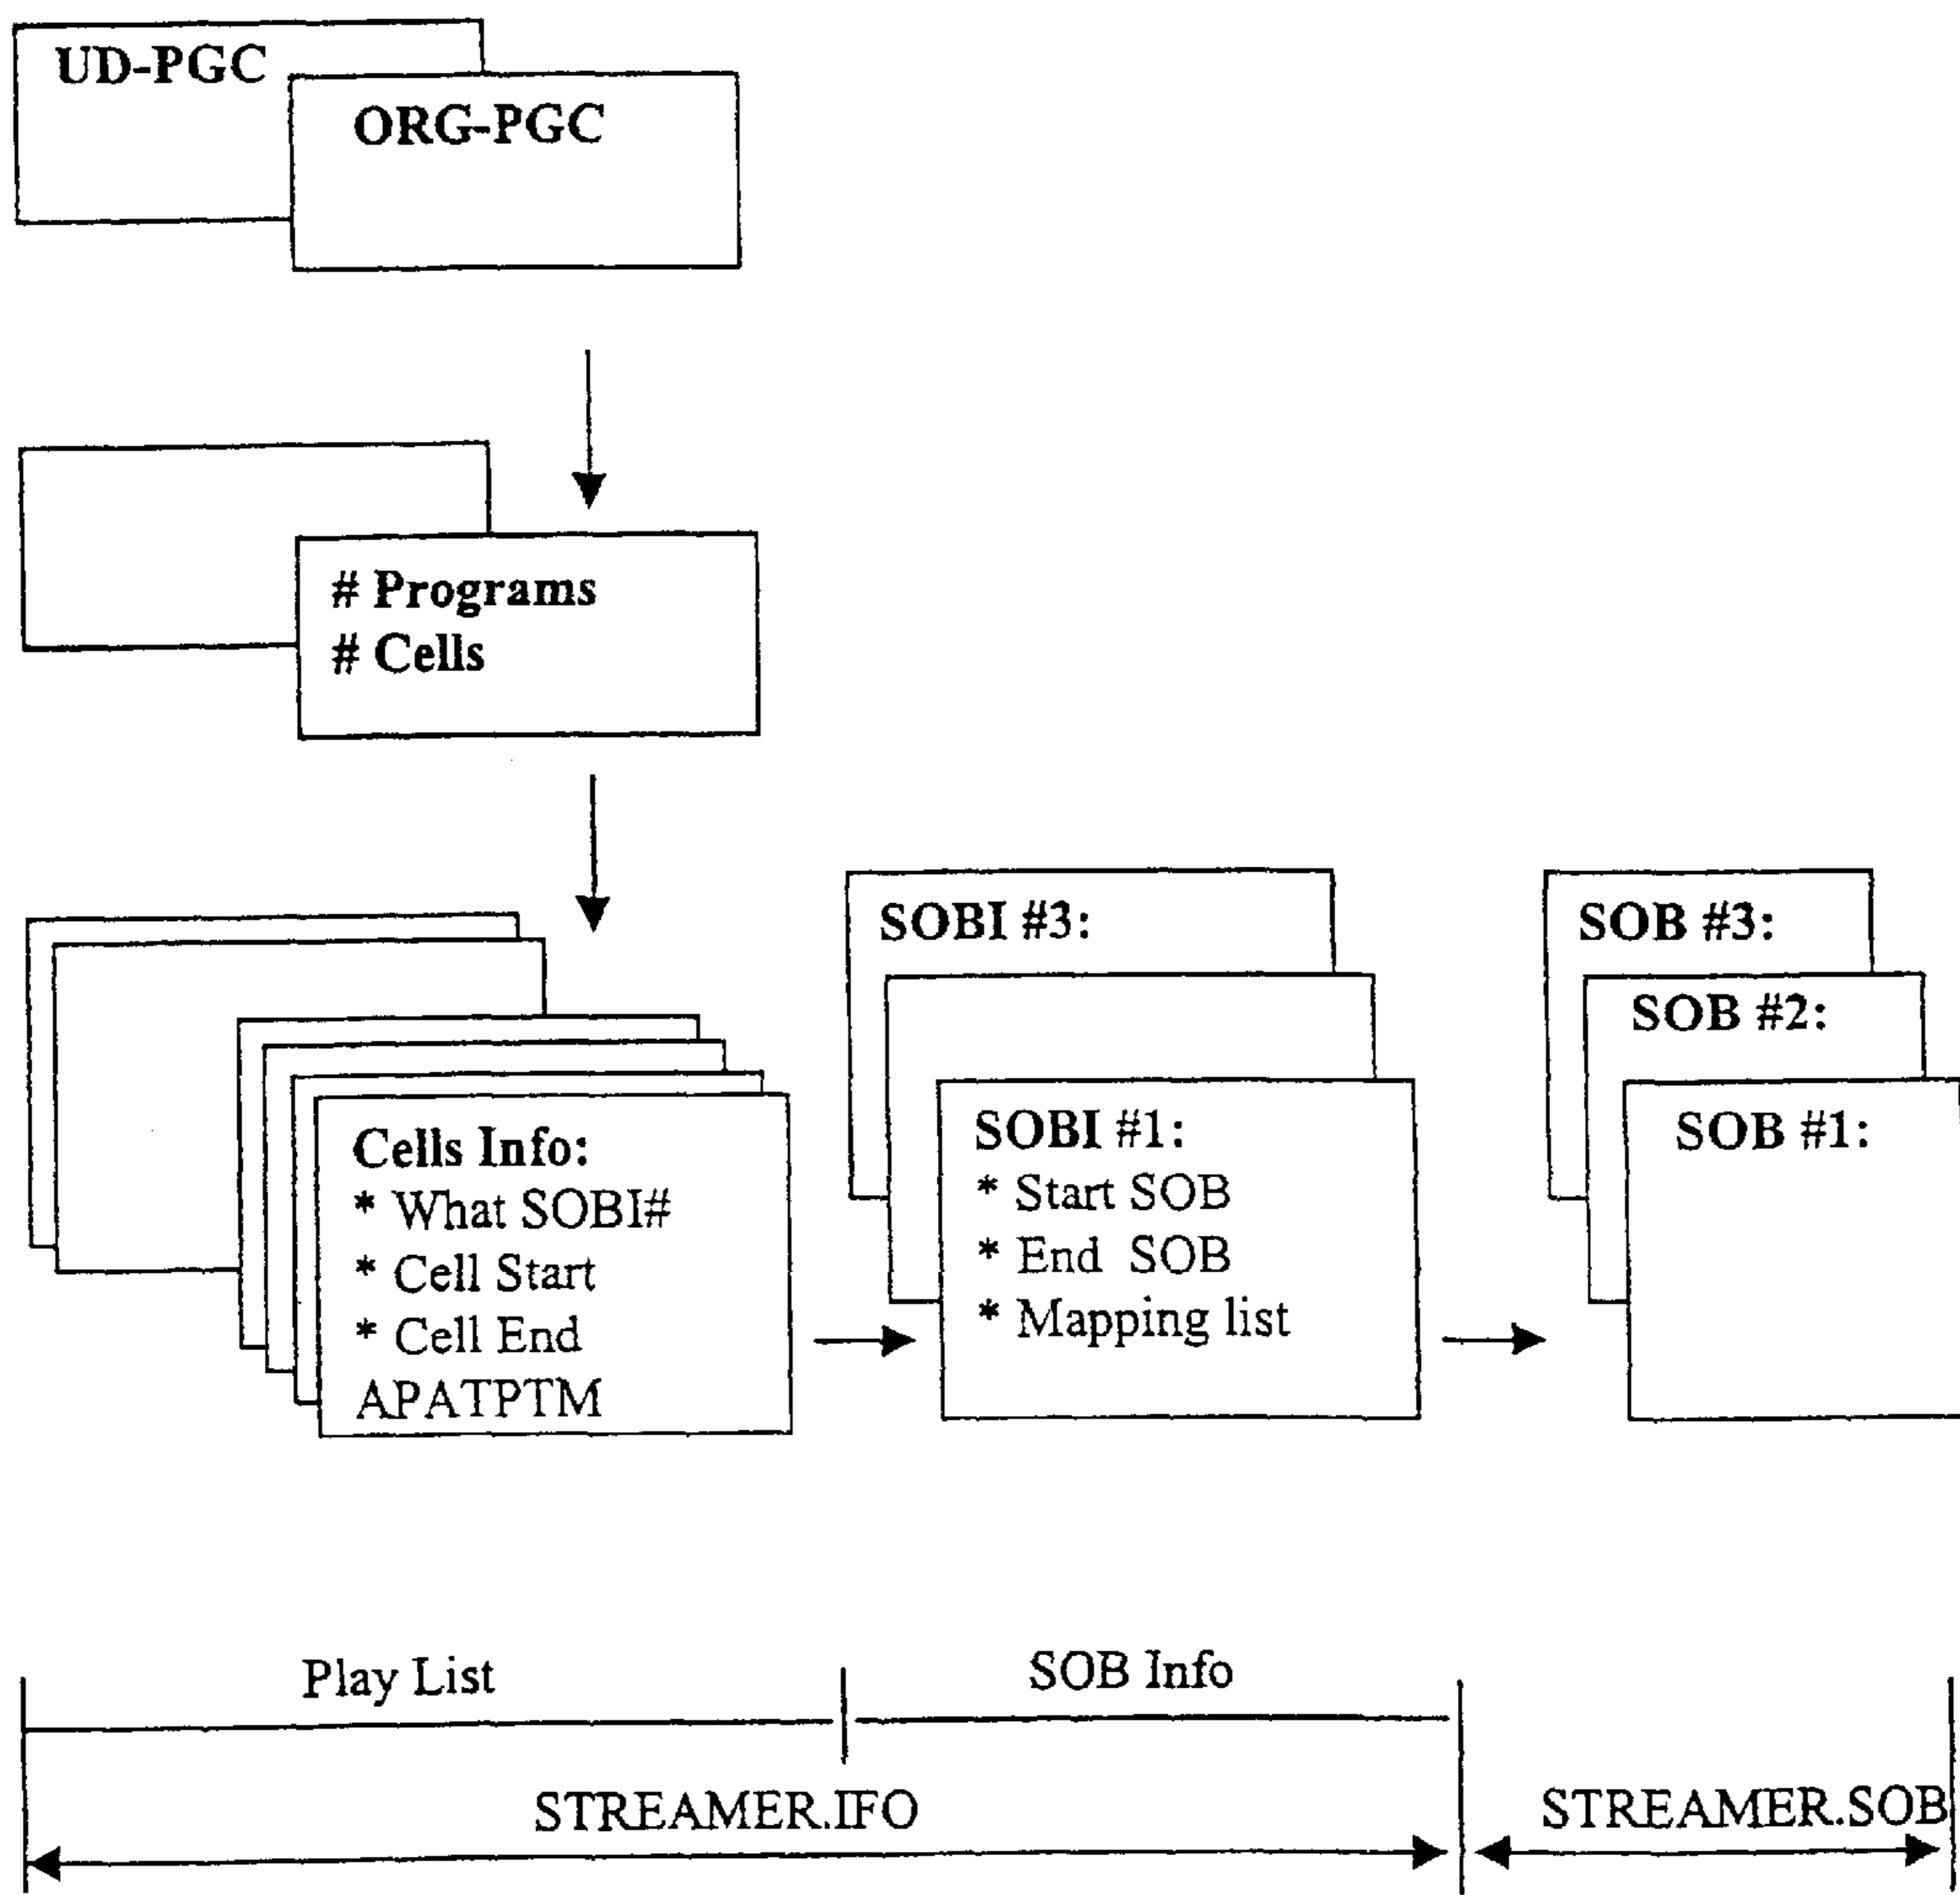 UD-PGC
ORG-PGC
# Programs
# Cells
Cells Info:
* What SOBI#
* Cell Start
* Cell End
APATPTM
SOBI #3:
SOBI #1:
* Start SOB
* End SOB
* Mapping list
SOB #3:
SOB #2:
SOB #1:
Play List
SOB Info
STREAMER.IFO
STREAMER.SOB